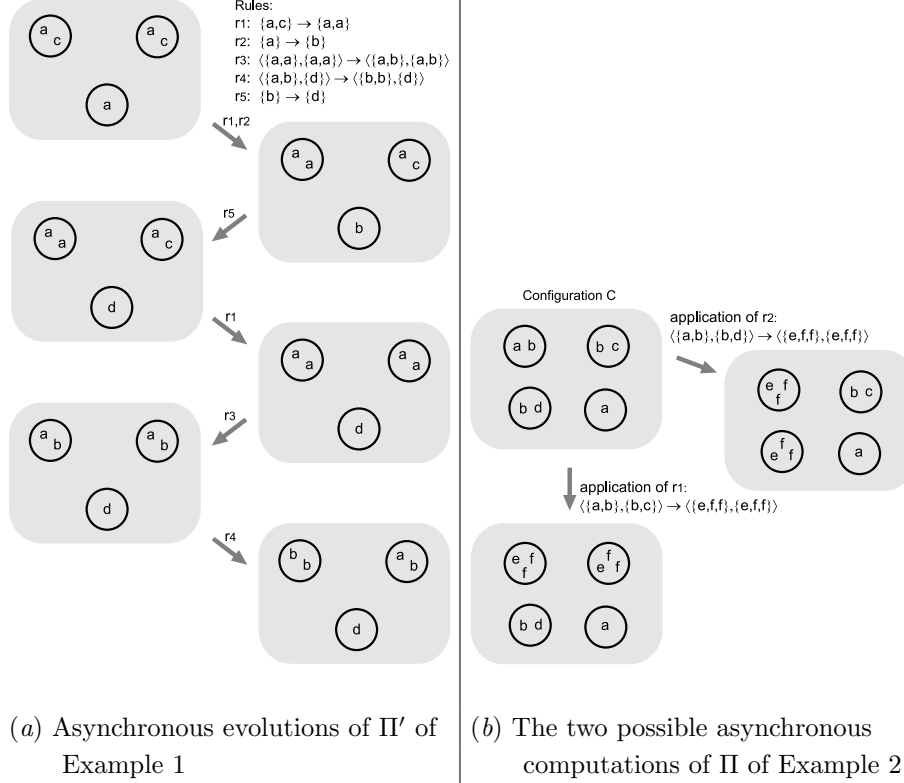 Rules:
r1: {a,c} → {a,a}
r2: {a} → {b}
r3: ⟨{a,a},{a,a}⟩ → ⟨{a,b},{a,b}⟩
r4: ⟨{a,b},{d}⟩ → ⟨{b,b},{d}⟩
r5: {b} → {d}
a c
a c
a
r1,r2
a a
a c
b
r5
a a
a c
d
r1
a a
a a
d
r3
a b
a b
d
r4
b b
a b
d
(a) Asynchronous evolutions of Π′ of
Example 1
Configuration C
a b
b c
b d
a
application of r2:
⟨{a,b},{b,d}⟩ → ⟨{e,f,f},{e,f,f}⟩
e f
f
b c
f
e f
a
application of r1:
⟨{a,b},{b,c}⟩ → ⟨{e,f,f},{e,f,f}⟩
e f
f
f
e f
b d
a
(b) The two possible asynchronous
computations of Π of Example 2